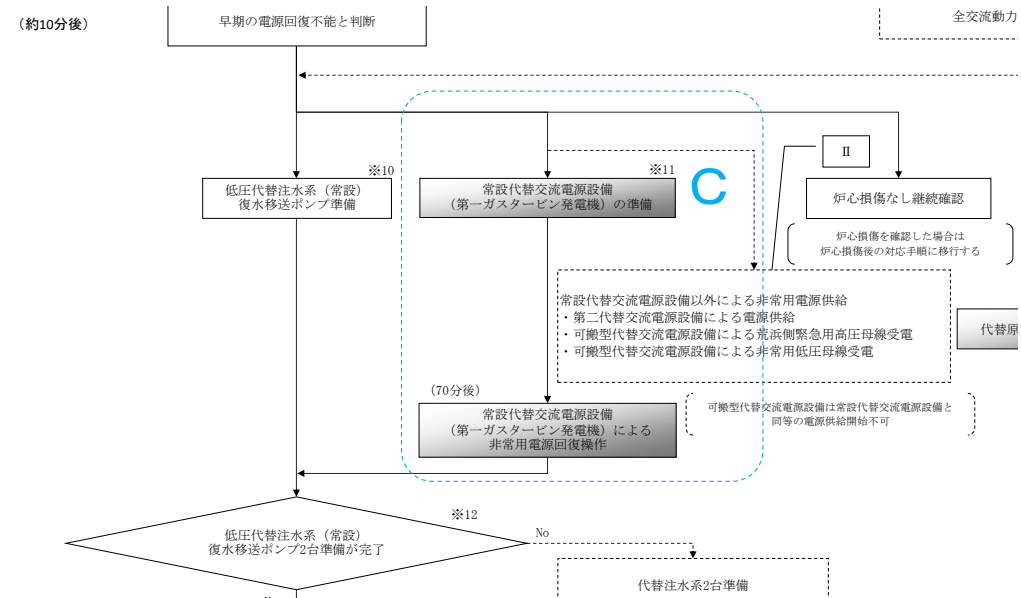 （約10分後）
早期の電源回復不能と判断
全交流動力
※10
低圧代替注水系（常設）
復水移送ポンプ準備
※11
常設代替交流電源設備
（第一ガスタービン発電機）の準備
C
Ⅱ
炉心損傷なし継続確認
炉心損傷を確認した場合は
炉心損傷後の対応手順に移行する
常設代替交流電源設備以外による非常用電源供給
・第二代替交流電源設備による電源供給
・可搬型代替交流電源設備による荒浜側緊急用高圧母線受電
・可搬型代替交流電源設備による非常用低圧母線受電
代替原
（70分後）
常設代替交流電源設備
（第一ガスタービン発電機）による
非常用電源回復操作
可搬型代替交流電源設備は常設代替交流電源設備と
同等の電源供給開始不可
※12
低圧代替注水系（常設）
復水移送ポンプ2台準備が完了
No
代替注水系2台準備